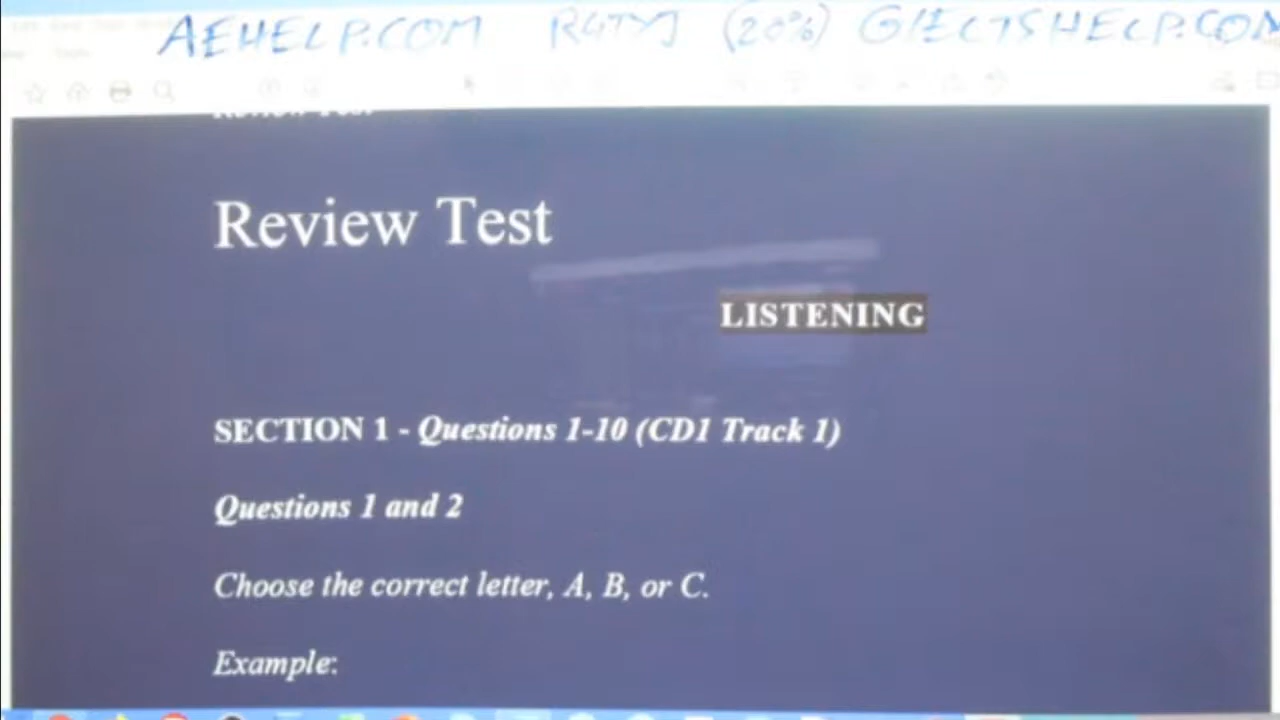 AEHELP.COM R4TYJ (20%) GIELTSHELP.COM
Review Test
LISTENING
SECTION 1 - Questions 1-10 (CD1 Track 1)
Questions 1 and 2
Choose the correct letter, A, B, or C.
Example: